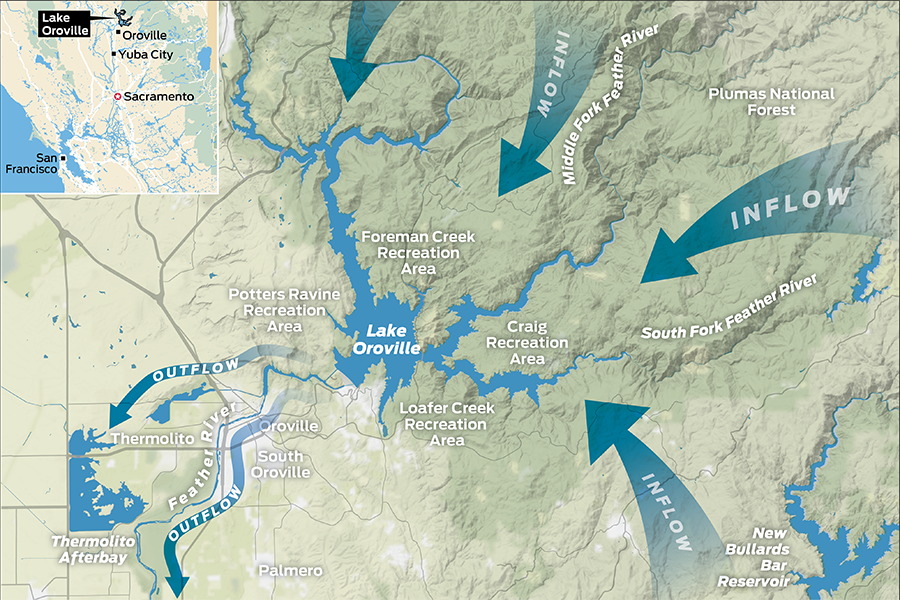 Lake
Oroville
Oroville
Yuba City
Sacramento
San
Francisco
INFLOW
Middle Fork Feather River
Plumas National
Forest
INFLOW
Foreman Creek
Recreation
Area
Potters Ravine
Recreation
Area
Lake
Oroville
Craig
Recreation
Area
South Fork Feather River
OUTFLOW
Loafer Creek
Recreation
Area
Thermolito
Feather River
Oroville
South
Oroville
OUTFLOW
INFLOW
Thermolito
Afterbay
Palmero
New
Bullards
Bar
Reservoir